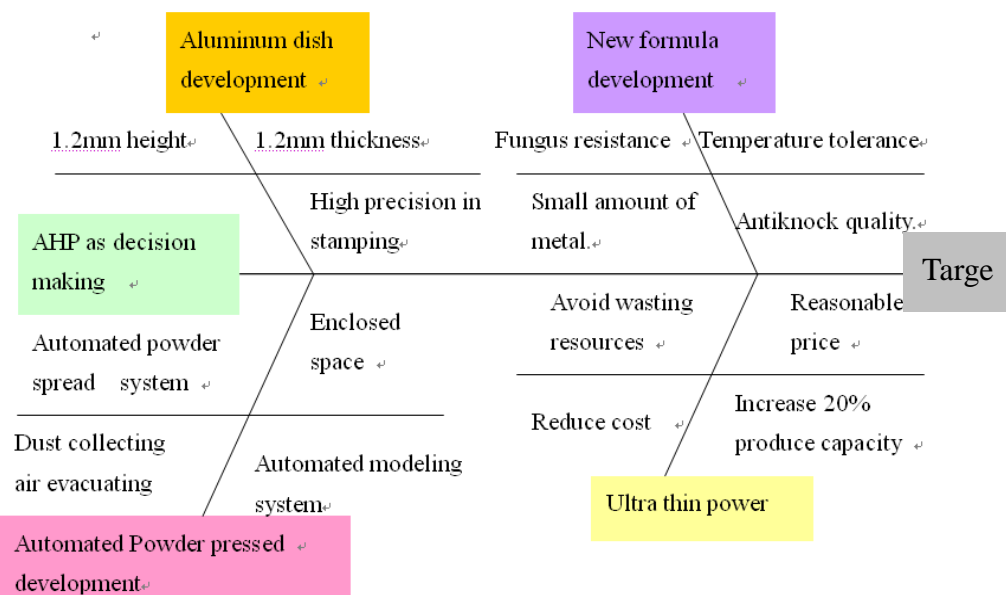 Aluminum dish
development
New formula
development
1.2mm height
1.2mm thickness
Fungus resistance
Temperature tolerance
High precision in
stamping
Small amount of
metal.
Antiknock quality.
AHP as decision
making
Targe
Enclosed
space
Avoid wasting
resources
Reasonable
price
Automated powder
spread system
Reduce cost
Increase 20%
produce capacity
Dust collecting
air evacuating
Automated modeling
system
Ultra thin power
Automated Powder pressed
development